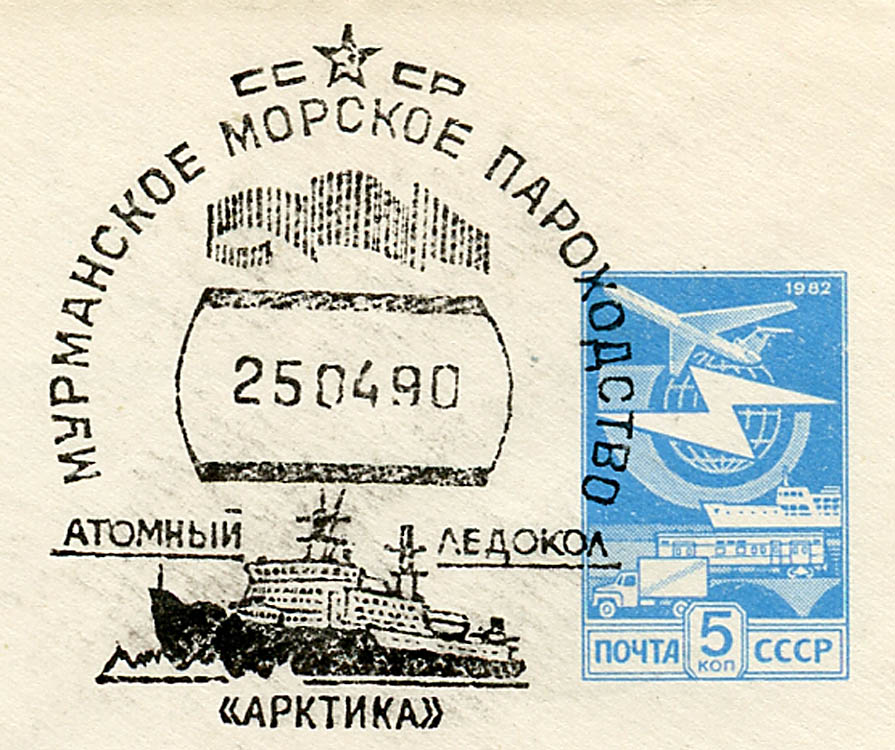 СССР
МУРМАНСКОЕ МОРСКОЕ ПАРОХОДСТВО
250490
АТОМНЫЙ ЛЕДОКОЛ
«АРКТИКА»
1982
ПОЧТА 5 КОП СССР